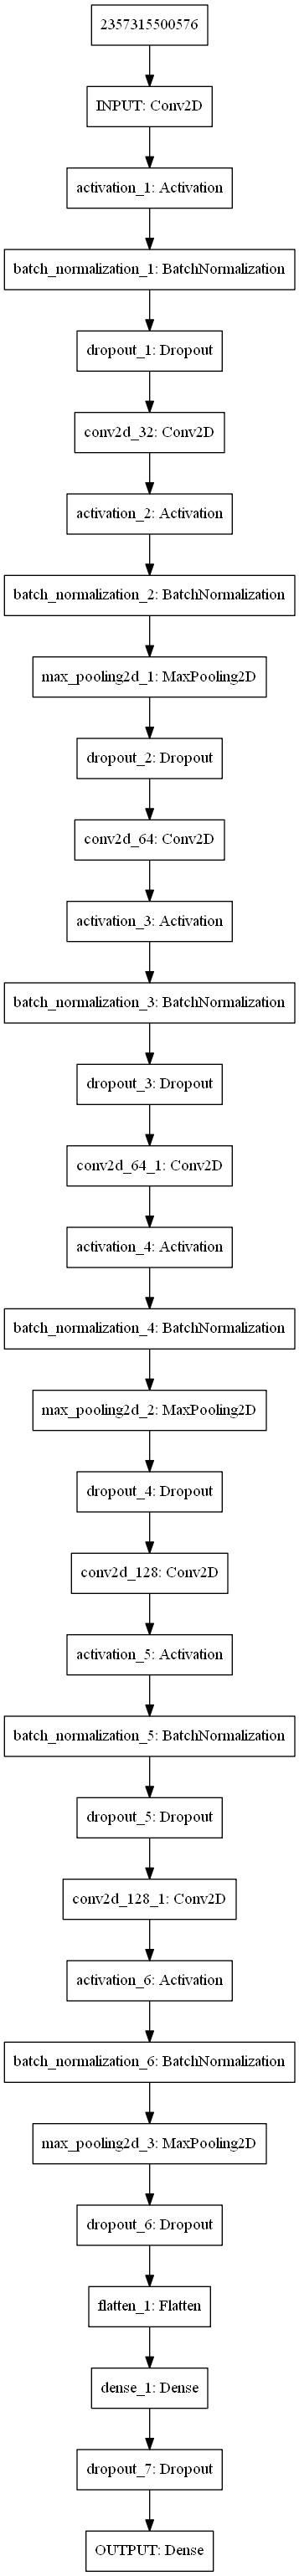 2357315500576
INPUT: Conv2D
activation_1: Activation
batch_normalization_1: BatchNormalization
dropout_1: Dropout
conv2d_32: Conv2D
activation_2: Activation
batch_normalization_2: BatchNormalization
max_pooling2d_1: MaxPooling2D
dropout_2: Dropout
conv2d_64: Conv2D
activation_3: Activation
batch_normalization_3: BatchNormalization
dropout_3: Dropout
conv2d_64_1: Conv2D
activation_4: Activation
batch_normalization_4: BatchNormalization
max_pooling2d_2: MaxPooling2D
dropout_4: Dropout
conv2d_128: Conv2D
activation_5: Activation
batch_normalization_5: BatchNormalization
dropout_5: Dropout
conv2d_128_1: Conv2D
activation_6: Activation
batch_normalization_6: BatchNormalization
max_pooling2d_3: MaxPooling2D
dropout_6: Dropout
flatten_1: Flatten
dense_1: Dense
dropout_7: Dropout
OUTPUT: Dense